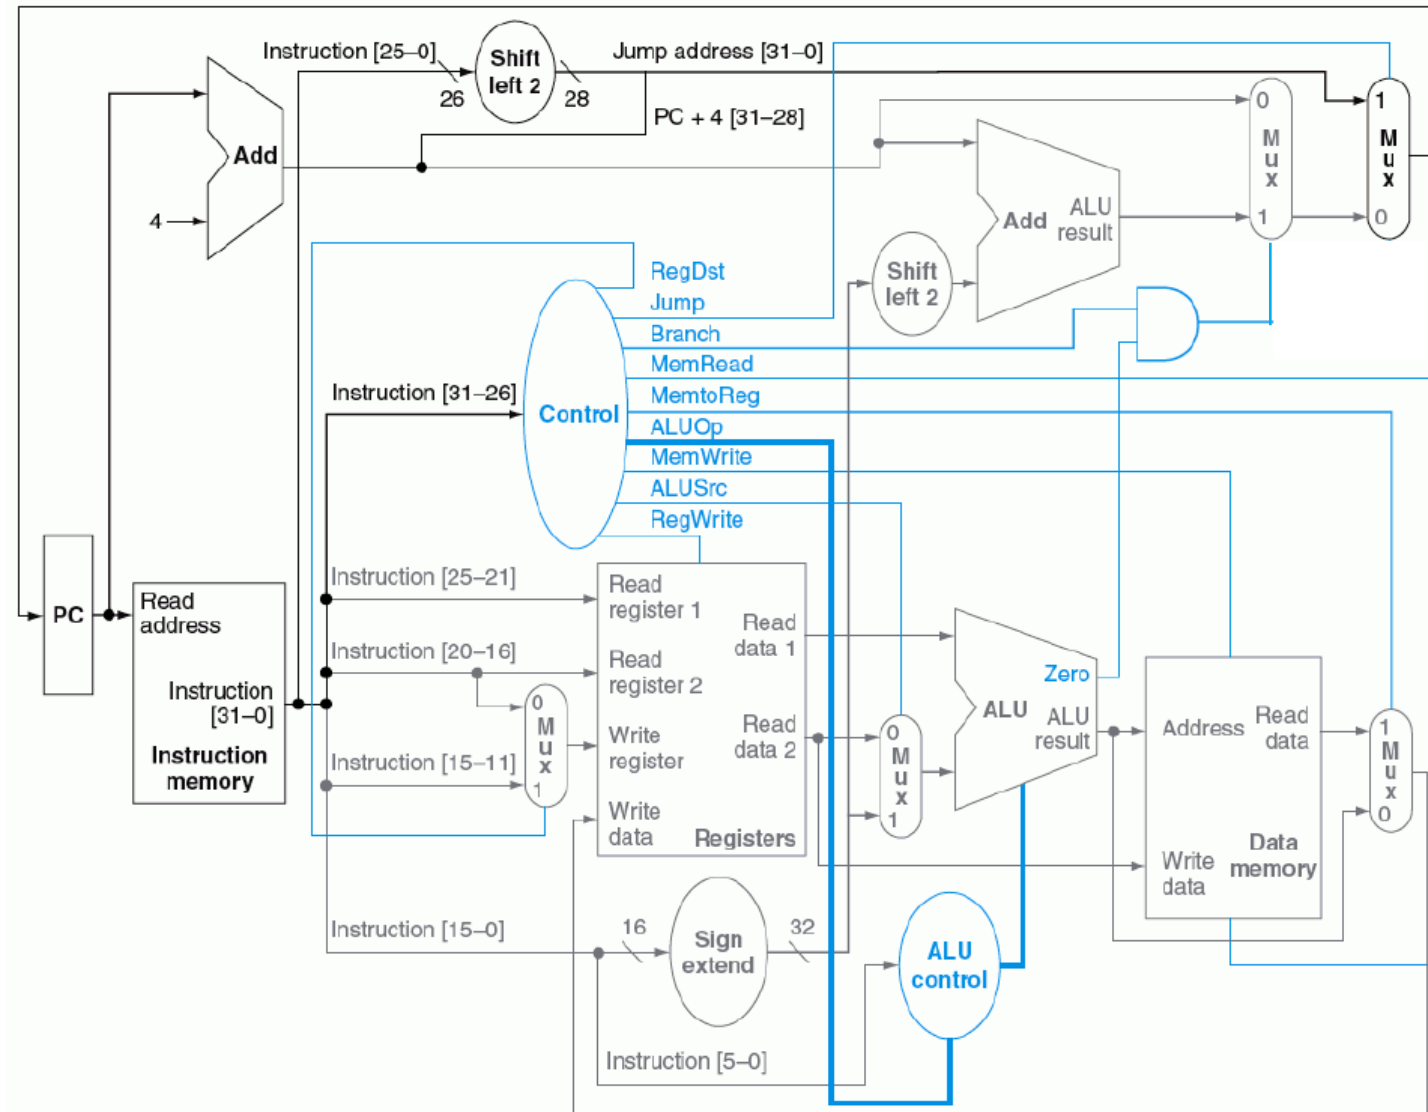 Instruction [25–0]
Shift
left 2
26
28
Jump address [31–0]
PC + 4 [31–28]
Add
4
0
M
u
x
1
1
M
u
x
0
Add
ALU
result
Shift
left 2
RegDst
Jump
Branch
MemRead
MemtoReg
ALUOp
MemWrite
ALUSrc
RegWrite
Instruction [31–26]
Control
PC
Read
address
Instruction
[31–0]
Instruction
memory
Instruction [25–21]
Instruction [20–16]
Instruction [15–11]
0
M
u
x
1
Read
register 1
Read
register 2
Write
register
Write
data
Read
data 1
Read
data 2
Registers
0
M
u
x
1
Zero
ALU
ALU
result
Address
Read
data
Write
data
Data
memory
1
M
u
x
0
Instruction [15–0]
16
Sign
extend
32
ALU
control
Instruction [5–0]